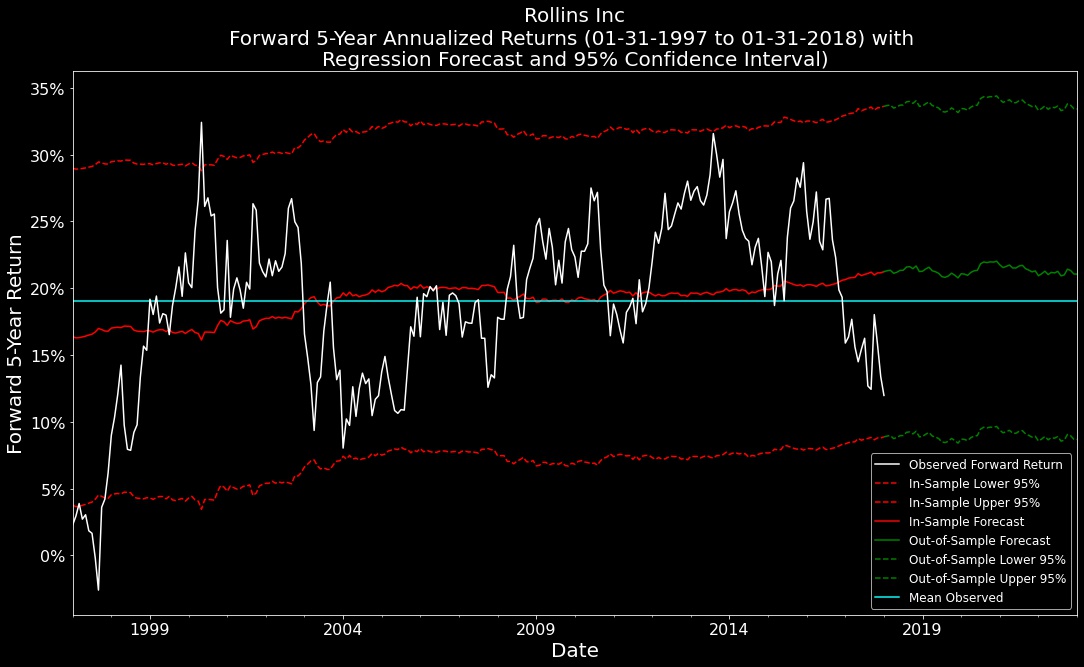 Rollins Inc
Forward 5-Year Annualized Returns (01-31-1997 to 01-31-2018) with
Regression Forecast and 95% Confidence Interval)
Forward 5-Year Return
35%
30%
25%
20%
15%
10%
5%
0%
1999
2004
2009
2014
2019
Date
Observed Forward Return
In-Sample Lower 95%
In-Sample Upper 95%
In-Sample Forecast
Out-of-Sample Forecast
Out-of-Sample Lower 95%
Out-of-Sample Upper 95%
Mean Observed